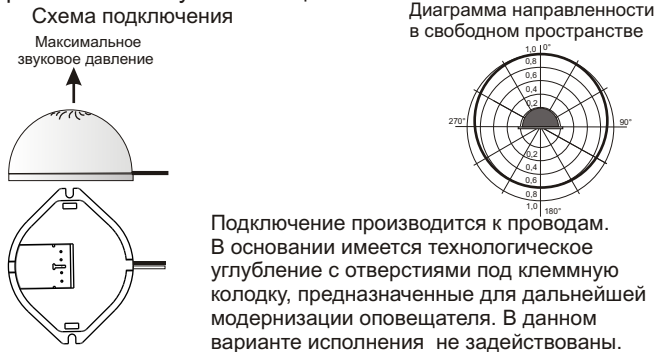 Схема подключения
Максимальное
звуковое давление
Диаграмма направленности
в свободном пространстве
1,0 0°
0,8
0,6
0,4
0,2
270°
90°
0,2
0,4
0,6
0,8
1,0
180°
Подключение производится к проводам.
В основании имеется технологическое
углубление с отверстиями под клеммную
колодку, предназначенные для дальнейшей
модернизации оповещателя. В данном
варианте исполнения не задействованы.